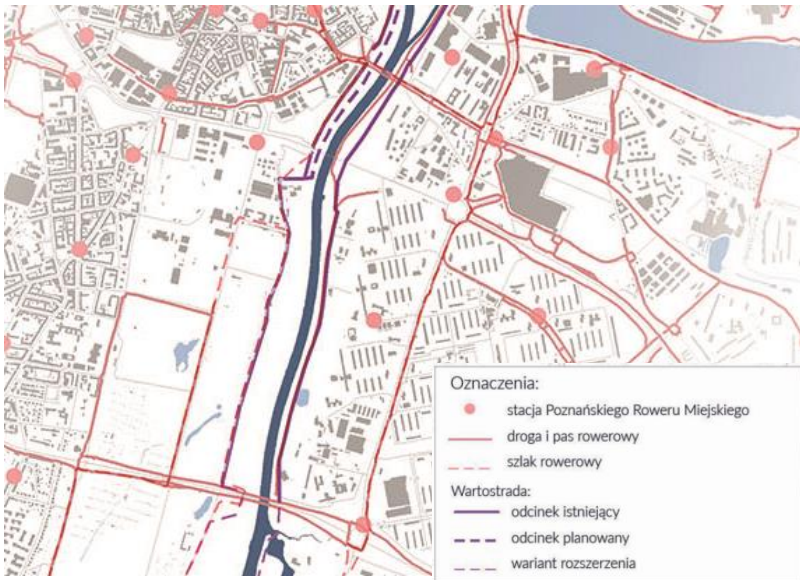 Oznaczenia:
stacja Poznańskiego Roweru Miejskiego
droga i pas rowerowy
szlak rowerowy
Wartostrada:
odcinek istniejący
odcinek planowany
wariant rozszerzenia